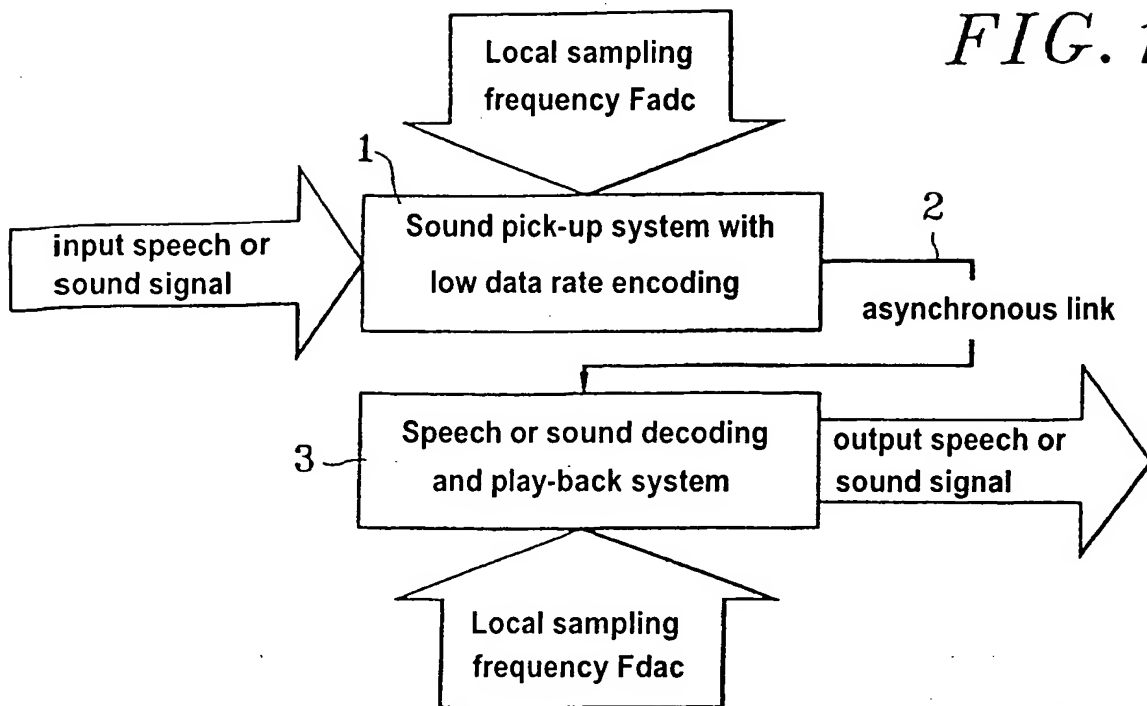 FIG. 1
Local sampling
frequency Fadc
1
Sound pick-up system with
low data rate encoding
input speech or
sound signal
2
asynchronous link
3
Speech or sound decoding
and play-back system
output speech or
sound signal
Local sampling
frequency Fdac